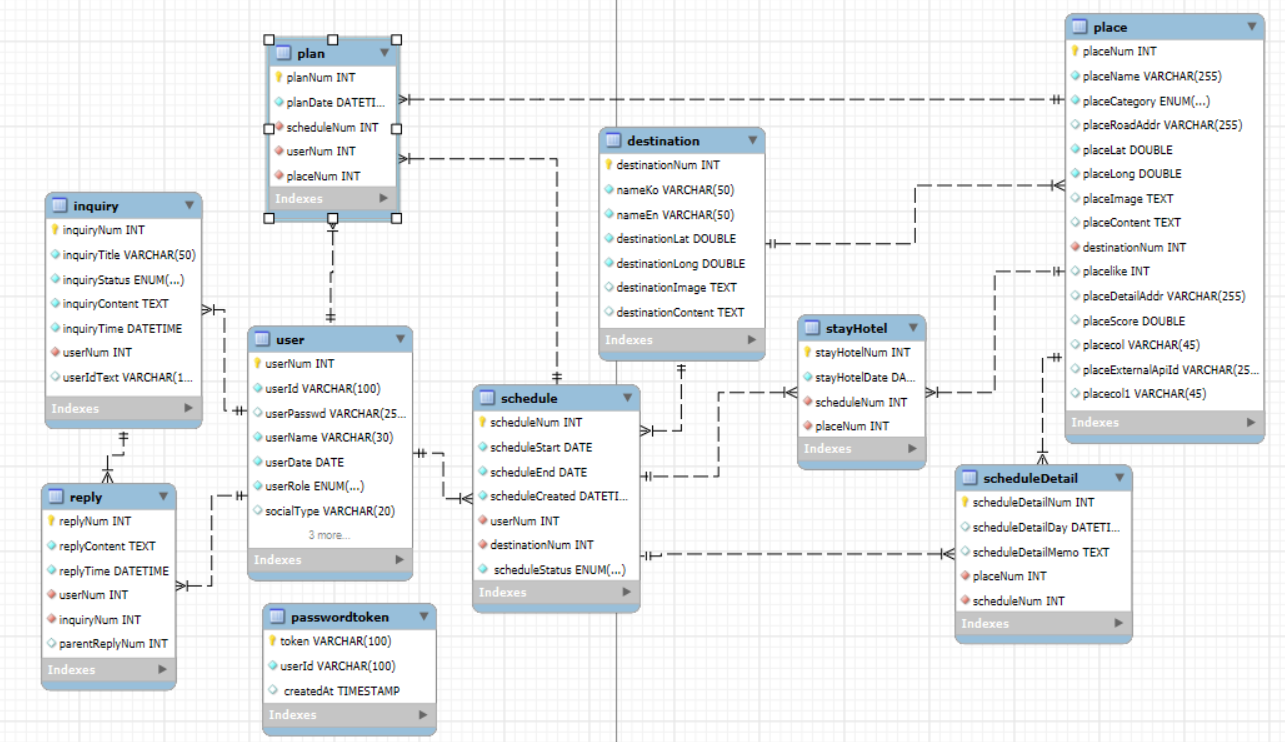 plan
planNum INT
planDate DATETI...
scheduleNum INT
userNum INT
placeNum INT
Indexes
place
placeNum INT
placeName VARCHAR(255)
placeCategory ENUM(...)
placeRoadAddr VARCHAR(255)
placeLat DOUBLE
placeLong DOUBLE
placeImage TEXT
placeContent TEXT
destinationNum INT
placelike INT
placeDetailAddr VARCHAR(255)
placeScore DOUBLE
placecol VARCHAR(45)
placeExternalApiId VARCHAR(25...
placecol1 VARCHAR(45)
Indexes
destination
destinationNum INT
nameKo VARCHAR(50)
nameEn VARCHAR(50)
destinationLat DOUBLE
destinationLong DOUBLE
destinationImage TEXT
destinationContent TEXT
Indexes
inquiry
inquiryNum INT
inquiryTitle VARCHAR(50)
inquiryStatus ENUM(...)
inquiryContent TEXT
inquiryTime DATETIME
userNum INT
userIdText VARCHAR(1...
Indexes
user
userNum INT
userId VARCHAR(100)
userPasswd VARCHAR(25...
userName VARCHAR(30)
userDate DATE
userRole ENUM(...)
socialType VARCHAR(20)
3 more...
Indexes
stayHotel
stayHotelNum INT
stayHotelDate DA...
scheduleNum INT
placeNum INT
Indexes
schedule
scheduleNum INT
scheduleStart DATE
scheduleEnd DATE
scheduleCreated DATETI...
userNum INT
destinationNum INT
scheduleStatus ENUM(...)
Indexes
scheduleDetail
scheduleDetailNum INT
scheduleDetailDay DATETI...
scheduleDetailMemo TEXT
placeNum INT
scheduleNum INT
Indexes
reply
replyNum INT
replyContent TEXT
replyTime DATETIME
userNum INT
inquiryNum INT
parentReplyNum INT
Indexes
passwordtoken
token VARCHAR(100)
userId VARCHAR(100)
createdAt TIMESTAMP
Indexes